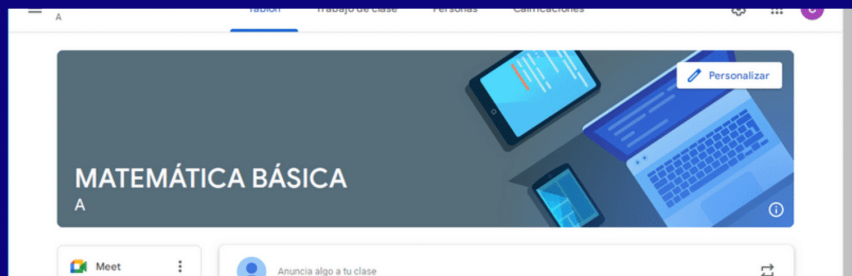 A
Tablón Trabajo de clase Personas Calificaciones
Personalizar
MATEMÁTICA BÁSICA
A
Meet
Anuncia algo a tu clase